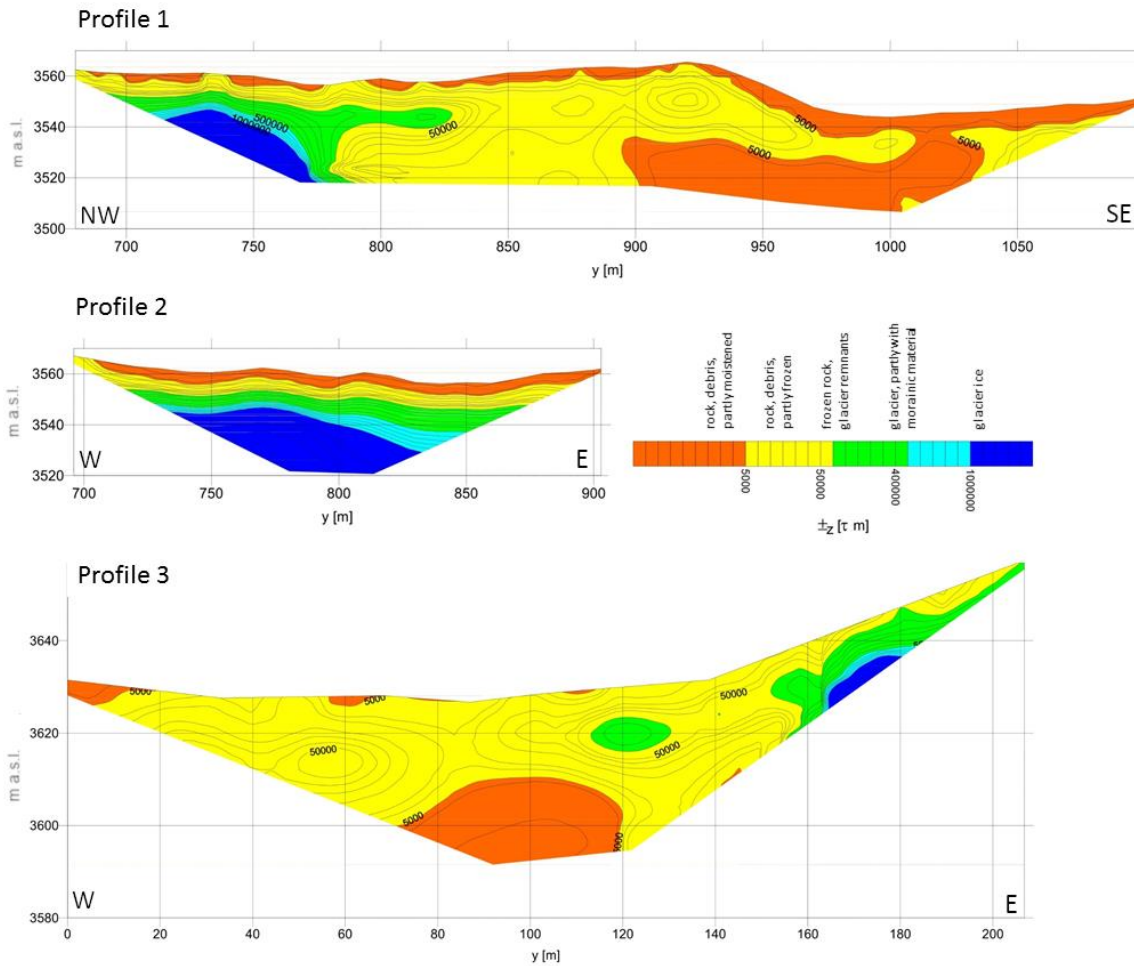 Profile 1
m a.s.l.
3560
3540
3520
3500
500000
1000000
50000
5000
5000
5000
NW
SE
700
750
800
850
900
950
1000
1050
y [m]
Profile 2
m a.s.l.
3560
3540
3520
W
E
700
750
800
850
900
y [m]
rock, debris,
partly moistened
rock, debris,
partly frozen
frozen rock,
glacier remnants
glacier, partly with
morainic material
glacier ice
5000
50000
400000
1000000
±z [τ m]
Profile 3
m a.s.l.
3640
3620
3600
3580
5000
5000
50000
50000
50000
5000
W
E
0
20
40
60
80
100
120
140
160
180
200
y [m]